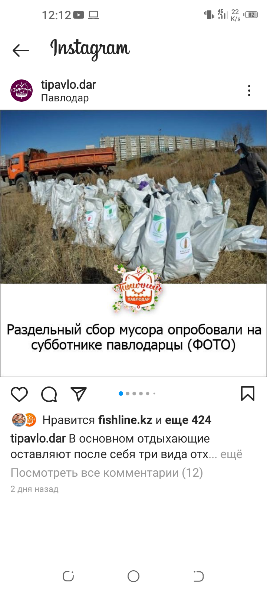 12:12
22
K/s
Instagram
tipavlo.dar
Павлодар
Типичный
ПАВЛОДАР
Раздельный сбор мусора опробовали на
субботнике павлодарцы (ФОТО)
Нравится fishline.kz и еще 424
tipavlo.dar В основном отдыхающие
оставляют после себя три вида отх... ещё
Посмотреть все комментарии (12)
2 дня назад